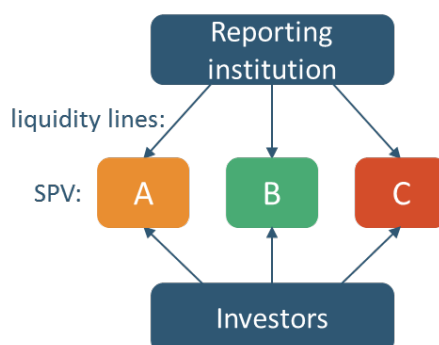 Reporting
institution
liquidity lines:
SPV:
A
B
C
Investors